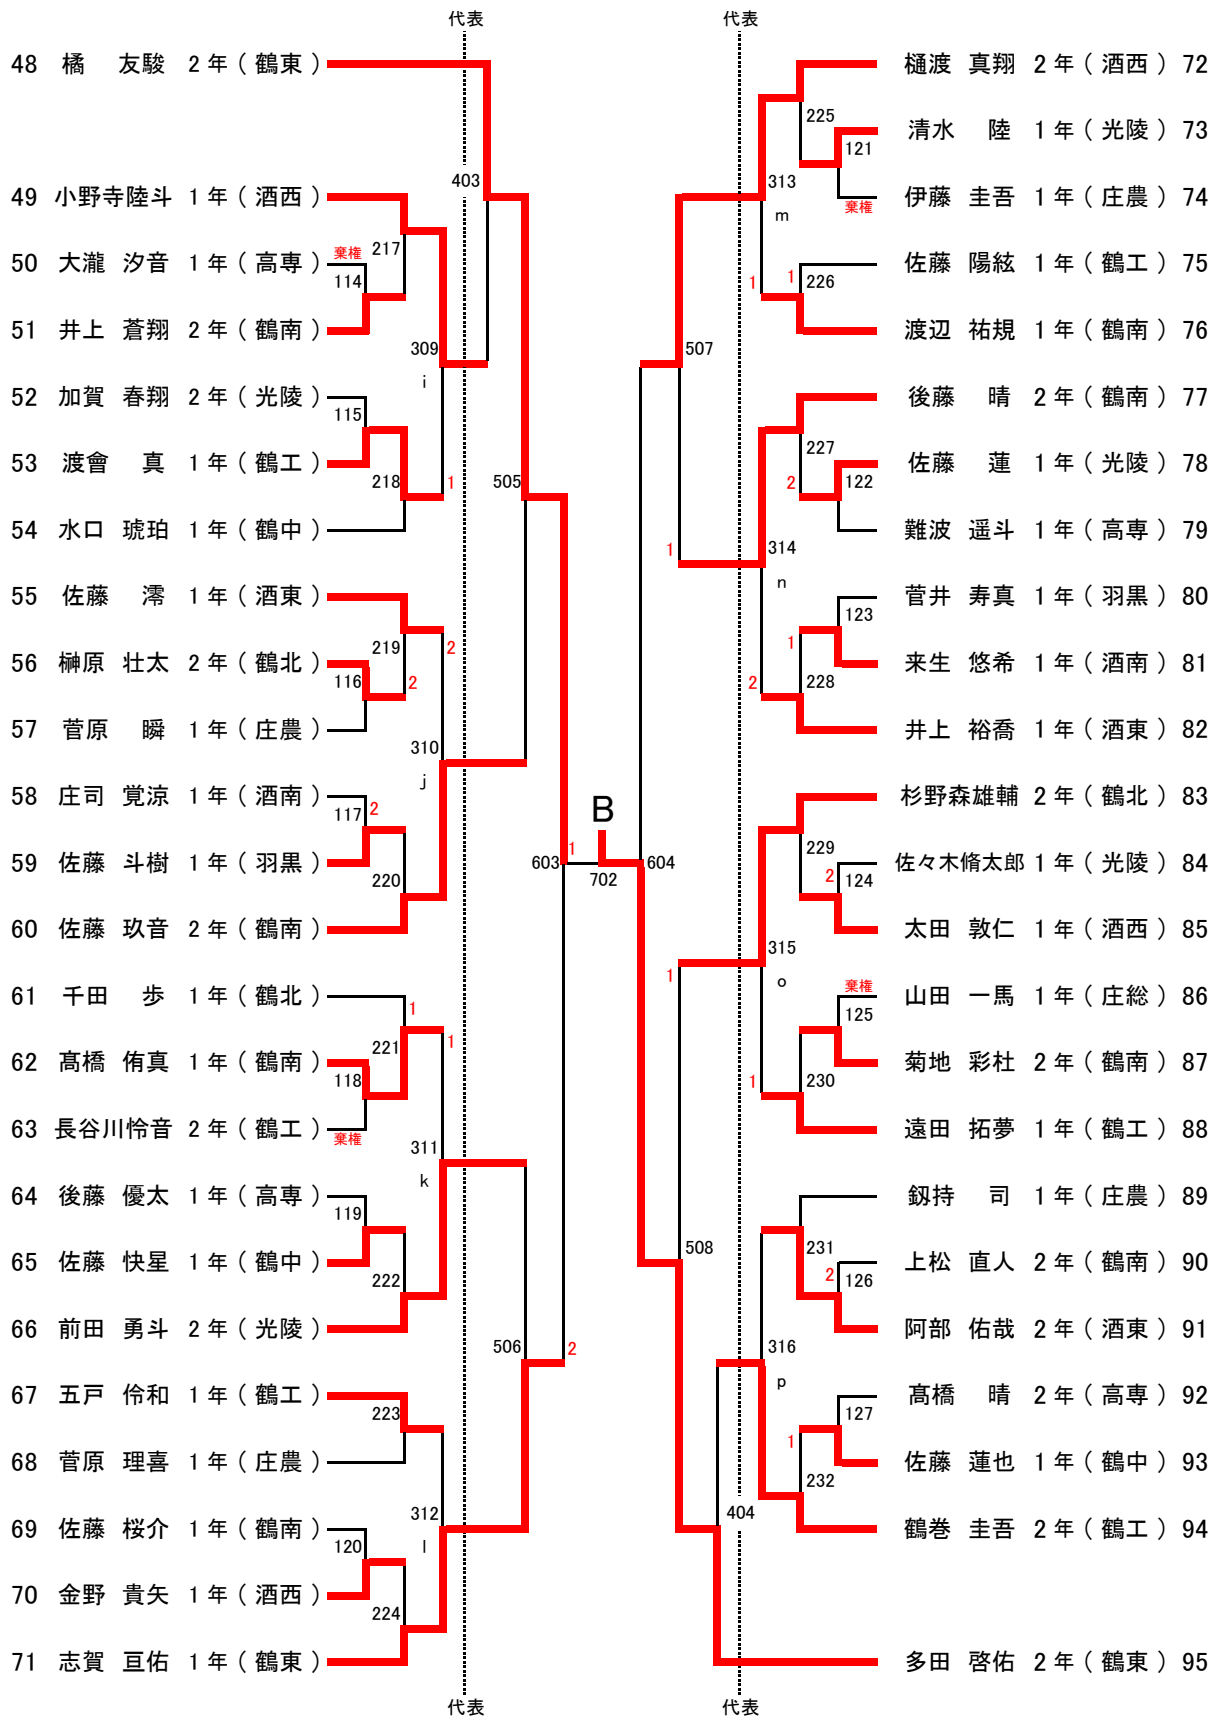 代表
代表
48 橘 友駿 2年（鶴東）
49 小野寺陸斗 1年（酒西）
50 大瀧 汐音 1年（高専）
51 井上 蒼翔 2年（鶴南）
52 加賀 春翔 2年（光陵）
53 渡會 真 1年（鶴工）
54 水口 琥珀 1年（鶴中）
55 佐藤 澪 1年（酒東）
56 榊原 壮太 2年（鶴北）
57 菅原 瞬 1年（庄農）
58 庄司 覚涼 1年（酒南）
59 佐藤 斗樹 1年（羽黒）
60 佐藤 玖音 2年（鶴南）
61 千田 歩 1年（鶴北）
62 髙橋 侑真 1年（鶴南）
63 長谷川怜音 2年（鶴工）
64 後藤 優太 1年（高専）
65 佐藤 快星 1年（鶴中）
66 前田 勇斗 2年（光陵）
67 五戸 伶和 1年（鶴工）
68 菅原 理喜 1年（庄農）
69 佐藤 桜介 1年（鶴南）
70 金野 貴矢 1年（酒西）
71 志賀 亘佑 1年（鶴東）
棄権
114
115
116
2
117
118
棄権
119
120
217
218
219
2
220
1
221
222
223
224
309
i
1
2
310
j
1
311
k
312
l
403
505
506
603
1
2
B
702
604
507
1
508
1
404
313
m
1
314
n
2
315
o
1
316
p
225
1
226
227
2
1
228
229
230
231
1
232
121
棄権
122
123
2
124
棄権
125
2
126
127
樋渡 真翔 2年（酒西）72
清水 陸 1年（光陵）73
伊藤 圭吾 1年（庄農）74
佐藤 陽絃 1年（鶴工）75
渡辺 祐規 1年（鶴南）76
後藤 晴 2年（鶴南）77
佐藤 蓮 1年（光陵）78
難波 遥斗 1年（高専）79
菅井 寿真 1年（羽黒）80
来生 悠希 1年（酒南）81
井上 裕喬 1年（酒東）82
杉野森雄輔 2年（鶴北）83
佐々木脩太郎 1年（光陵）84
太田 敦仁 1年（酒西）85
山田 一馬 1年（庄総）86
菊地 彩杜 2年（鶴南）87
遠田 拓夢 1年（鶴工）88
釼持 司 1年（庄農）89
上松 直人 2年（鶴南）90
阿部 佑哉 2年（酒東）91
髙橋 晴 2年（高専）92
佐藤 蓮也 1年（鶴中）93
鶴巻 圭吾 2年（鶴工）94
多田 啓佑 2年（鶴東）95
代表
代表